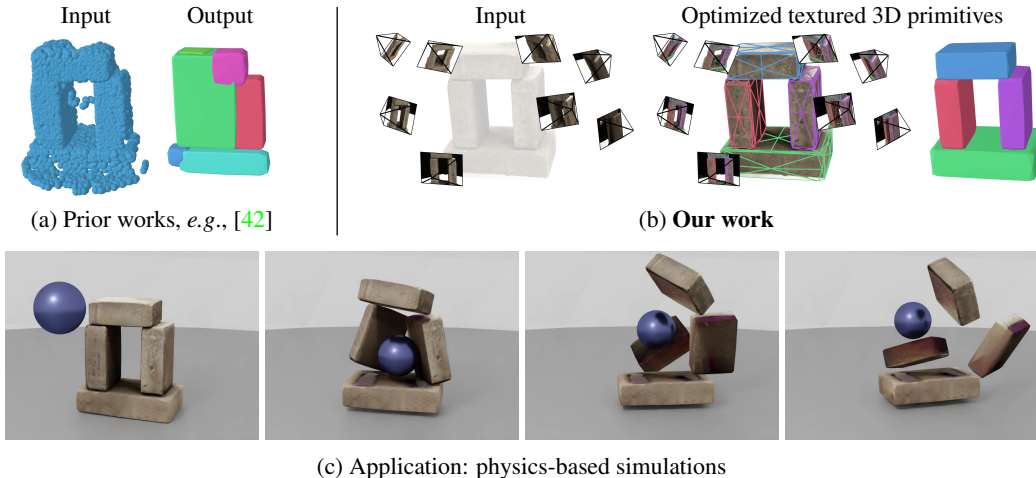 Input Output Input Optimized textured 3D primitives
(a) Prior works, e.g., [42] (b) Our work
(c) Application: physics-based simulations